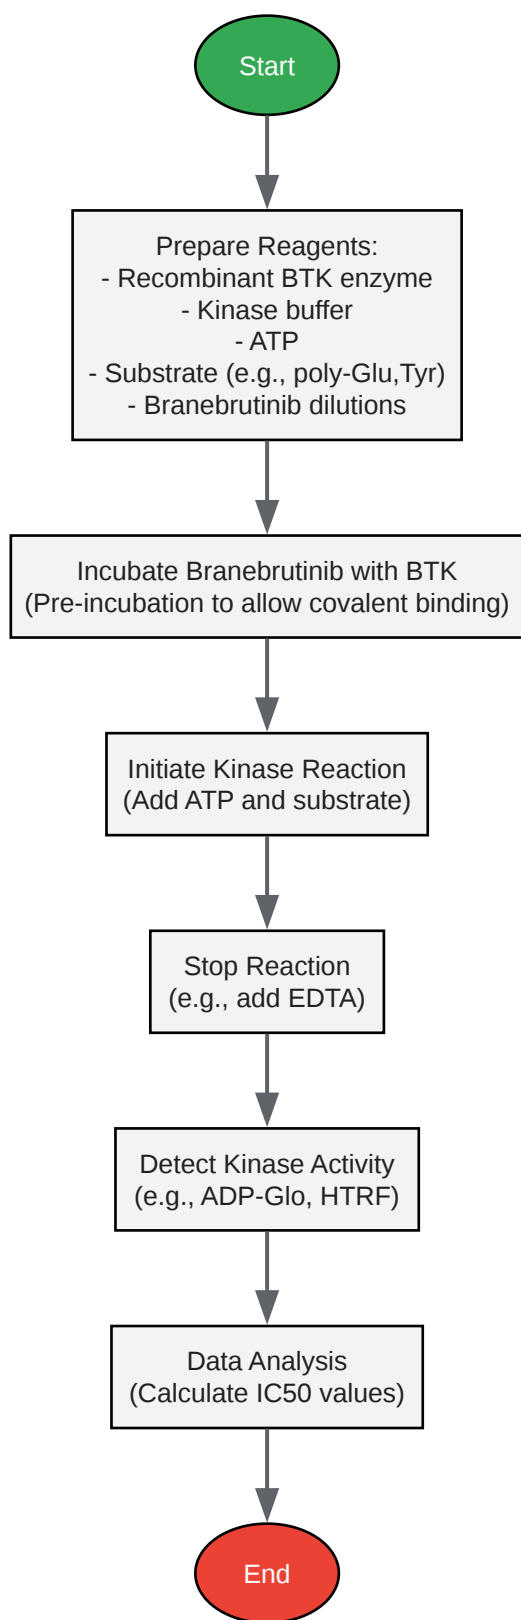 Start
Prepare Reagents:
- Recombinant BTK enzyme
- Kinase buffer
- ATP
- Substrate (e.g., poly-Glu,Tyr)
- Branebrutinib dilutions
Incubate Branebrutinib with BTK
(Pre-incubation to allow covalent binding)
Initiate Kinase Reaction
(Add ATP and substrate)
Stop Reaction
(e.g., add EDTA)
Detect Kinase Activity
(e.g., ADP-Glo, HTRF)
Data Analysis
(Calculate IC50 values)
End